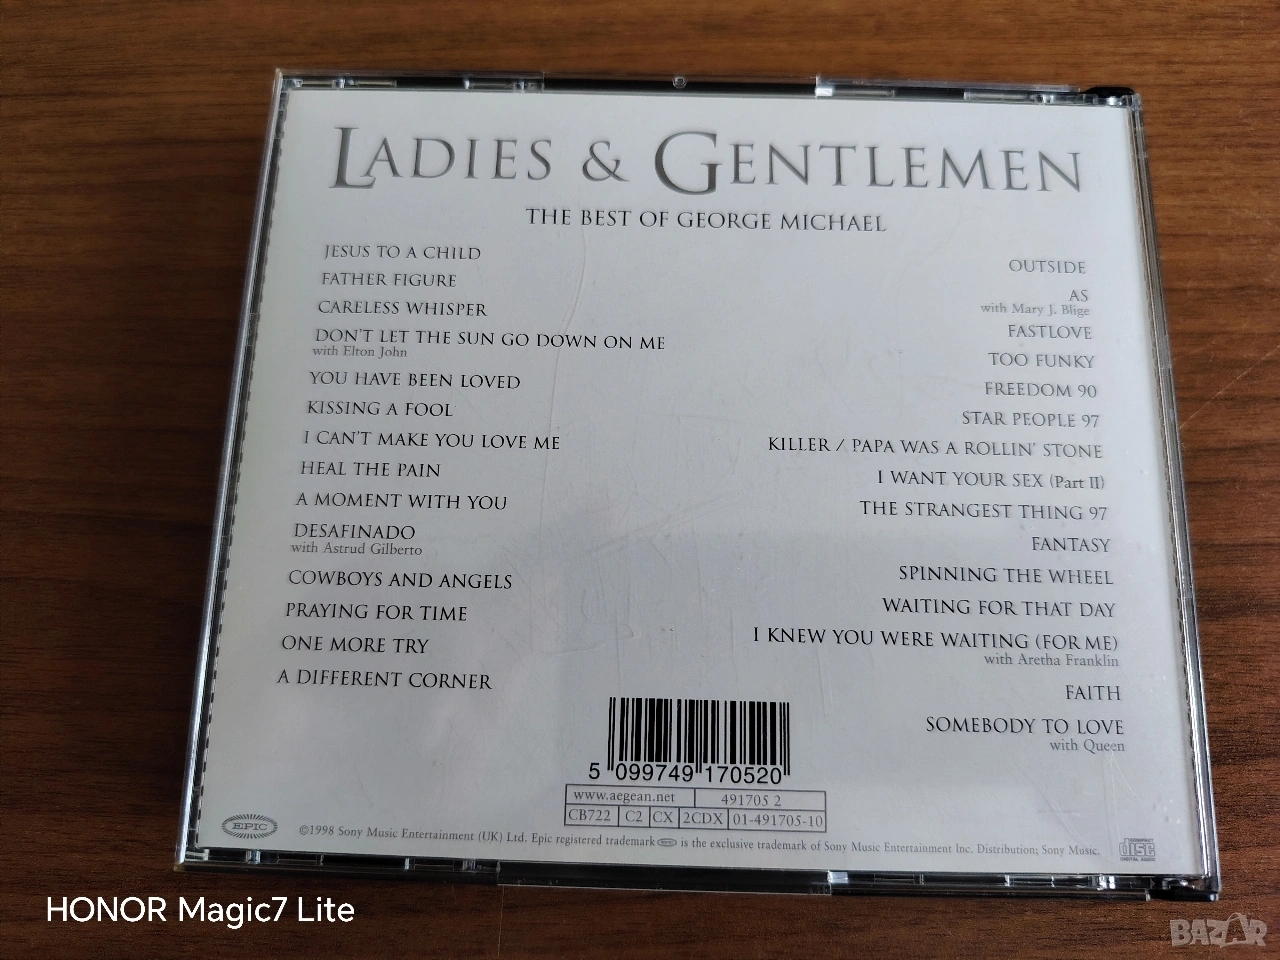 LADIES & GENTLEMEN
THE BEST OF GEORGE MICHAEL
JESUS TO A CHILD
FATHER FIGURE
CARELESS WHISPER
DON'T LET THE SUN GO DOWN ON ME
with Elton John
YOU HAVE BEEN LOVED
KISSING A FOOL
I CAN'T MAKE YOU LOVE ME
HEAL THE PAIN
A MOMENT WITH YOU
DESAFINADO
with Astrud Gilberto
COWBOYS AND ANGELS
PRAYING FOR TIME
ONE MORE TRY
A DIFFERENT CORNER
OUTSIDE
AS
with Mary J. Blige
FASTLOVE
TOO FUNKY
FREEDOM 90
STAR PEOPLE 97
KILLER / PAPA WAS A ROLLIN' STONE
I WANT YOUR SEX (Part II)
THE STRANGEST THING 97
FANTASY
SPINNING THE WHEEL
WAITING FOR THAT DAY
I KNEW YOU WERE WAITING (FOR ME)
with Aretha Franklin
FAITH
SOMEBODY TO LOVE
with Queen
5 099749 170520
www.aegean.net 491705 2
CB722 C2 CX 2CDX 01-491705-10
EPIC
©1998 Sony Music Entertainment (UK) Ltd. Epic registered trademark EPIC is the exclusive trademark of Sony Music Entertainment Inc. Distribution; Sony Music.
COMPACT
disc
DIGITAL AUDIO
HONOR Magic7 Lite
BAZAR